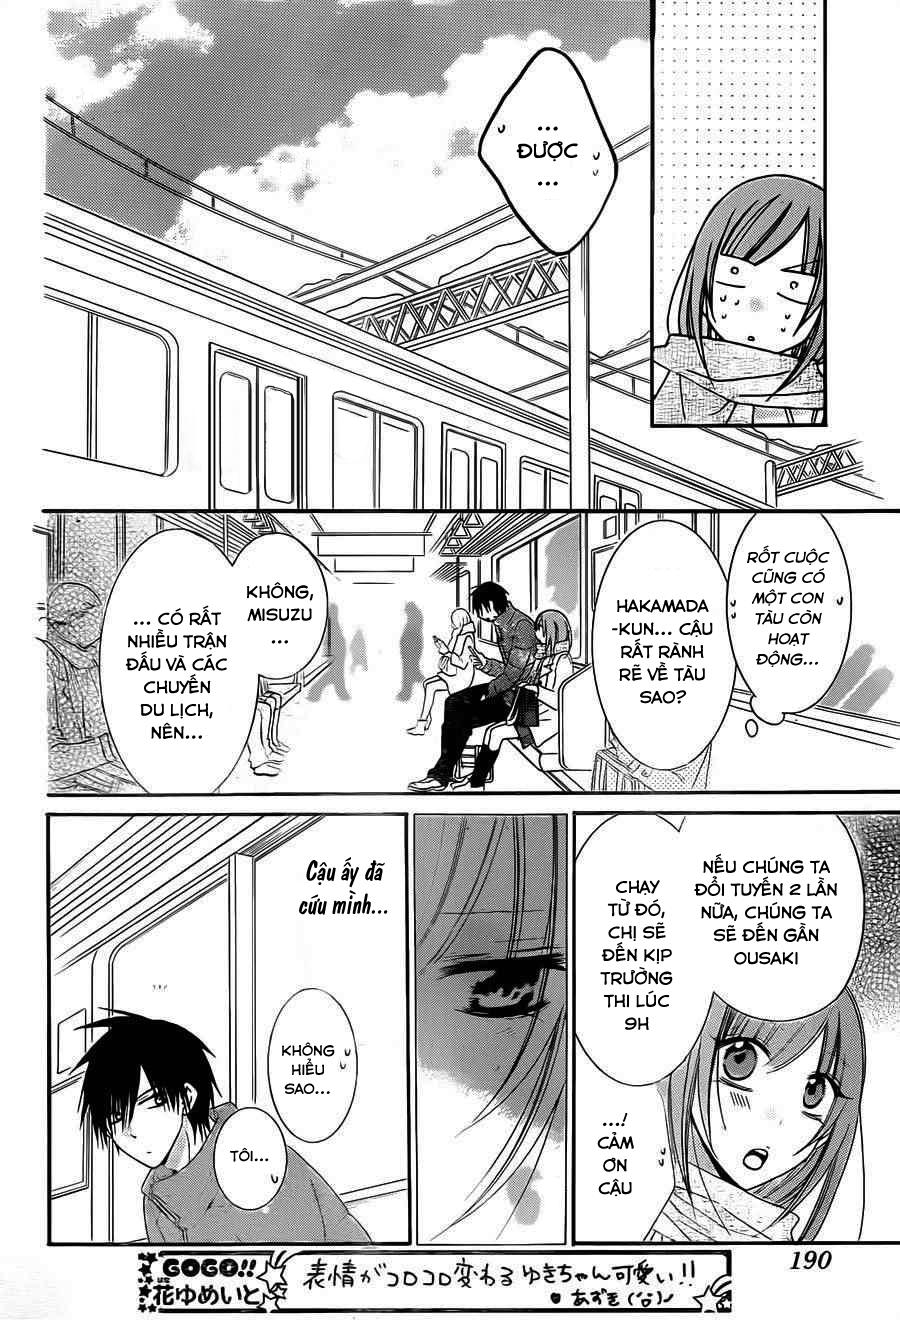 ...
ĐƯỢC
...
RỐT CUỘC
CŨNG CÓ
MỘT CON
TÀU CÒN
HOẠT
ĐỘNG...
HAKAMADA
-KUN... CẬU
RẤT RÀNH
RẼ VỀ TÀU
SAO?
KHÔNG,
MISUZU
...
... CÓ RẤT
NHIỀU TRẬN
ĐẤU VÀ CÁC
CHUYẾN
DU LỊCH,
NÊN...
NẾU CHÚNG TA
ĐỔI TUYẾN 2 LẦN
NỮA, CHÚNG TA
SẼ ĐẾN GẦN
OUSAKI
CHẠY
TỪ ĐÓ,
CHỊ SẼ
ĐẾN KỊP
TRƯỜNG
THI LÚC
9H
...!
CẢM
ƠN
CẬU
Cậu ấy đã
cứu mình...
KHÔNG
HIỂU
SAO...
TÔI...
190
GOGO!!
花ゆめいと
表情がコロコロ変わるゆきちゃん可愛い!!
あずき